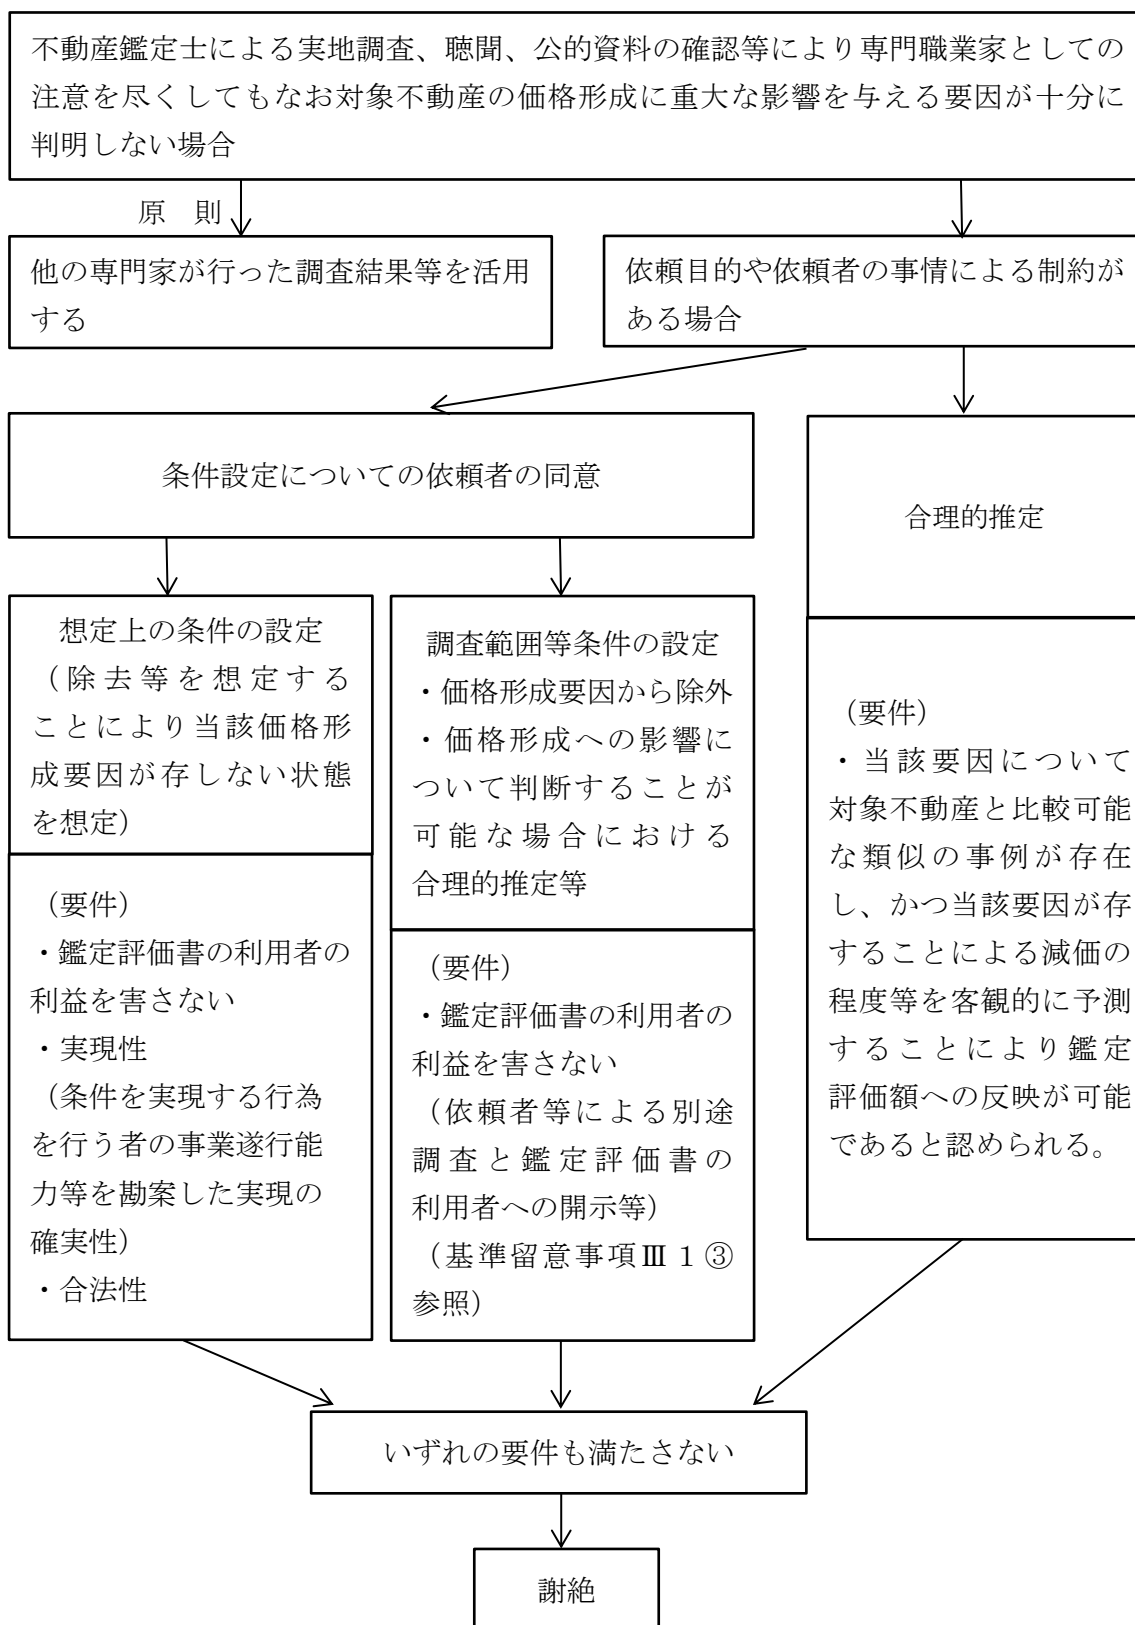 不動産鑑定士による実地調査、聴聞、公的資料の確認等により専門職業家としての
注意を尽くしてもなお対象不動産の価格形成に重大な影響を与える要因が十分に
判明しない場合
原 則
他の専門家が行った調査結果等を活用
する
依頼目的や依頼者の事情による制約が
ある場合
条件設定についての依頼者の同意
合理的推定
想定上の条件の設定
(除去等を想定する
ことにより当該価格形
成要因が存しない状態
を想定)
調査範囲等条件の設定
・価格形成要因から除外
・価格形成への影響に
ついて判断することが
可能な場合における
合理的推定等
(要件)
・鑑定評価書の利用者の
利益を害さない
・実現性
(条件を実現する行為
を行う者の事業遂行能
力等を勘案した実現の
確実性)
・合法性
(要件)
・鑑定評価書の利用者の
利益を害さない
(依頼者等による別途
調査と鑑定評価書の
利用者への開示等)
(基準留意事項Ⅲ1③
参照)
(要件)
・当該要因について
対象不動産と比較可能
な類似の事例が存在
し、かつ当該要因が存
することによる減価の
程度等を客観的に予測
することにより鑑定
評価額への反映が可能
であると認められる。
いずれの要件も満たさない
謝絶